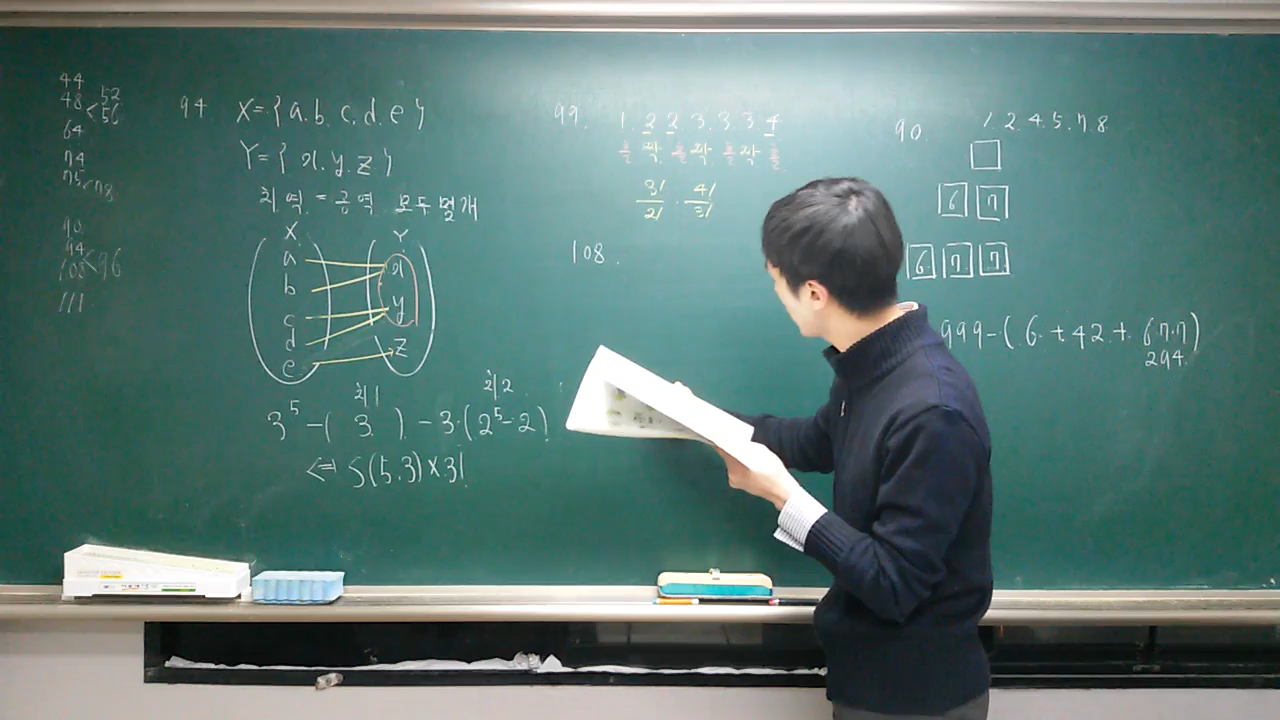 44
48 < 52
56
64
74
75 < 78
90
94
108 < 96
111
94 X = { a. b. c. d. e }
Y = { x. y. z }
치역 = 공역 모두 몇 개
X Y
a x
b
c y
d
e z
치1 치2
3⁵ - ( 3 ) - 3·(2⁵-2)
⇔ S(5.3)×3!
99. 1. 2 2 3. 3. 3 4
홀 짝 홀 짝 홀 짝 홀
3!/2! · 4!/3!
108.
90. 1. 2. 4. 5. 7. 8.
6 7
6 7 7
999-( 6. + 42 + 6·7·7)
294.